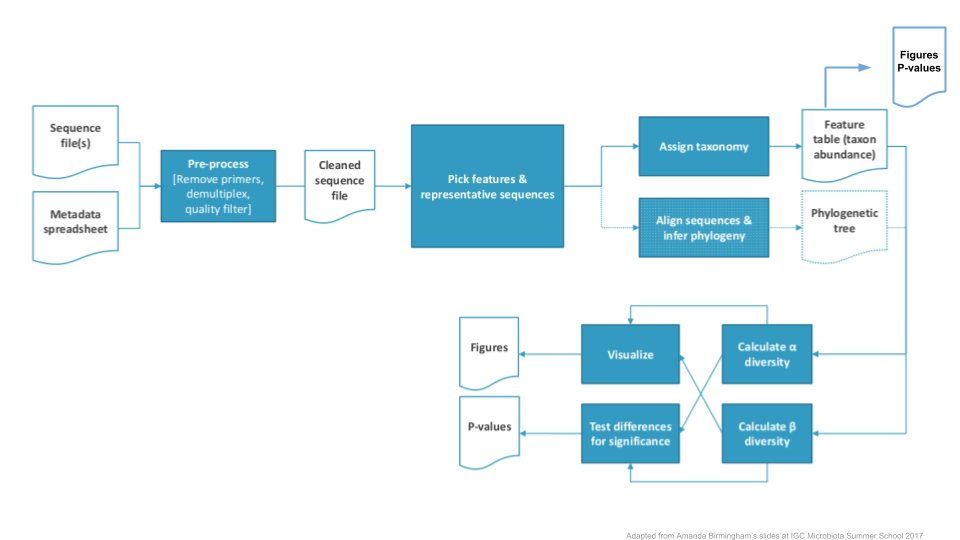 Figures
P-values
Sequence
file(s)
Metadata
spreadsheet
Pre-process
[Remove primers,
demultiplex,
quality filter]
Cleaned
sequence
file
Pick features &
representative sequences
Assign taxonomy
Feature
table (taxon
abundance)
Align sequences &
infer phylogeny
Phylogenetic
tree
Figures
Visualize
Calculate α
diversity
P-values
Test differences
for significance
Calculate β
diversity
Adapted from Amanda Birmingham's slides at IGC Microbiota Summer School 2017